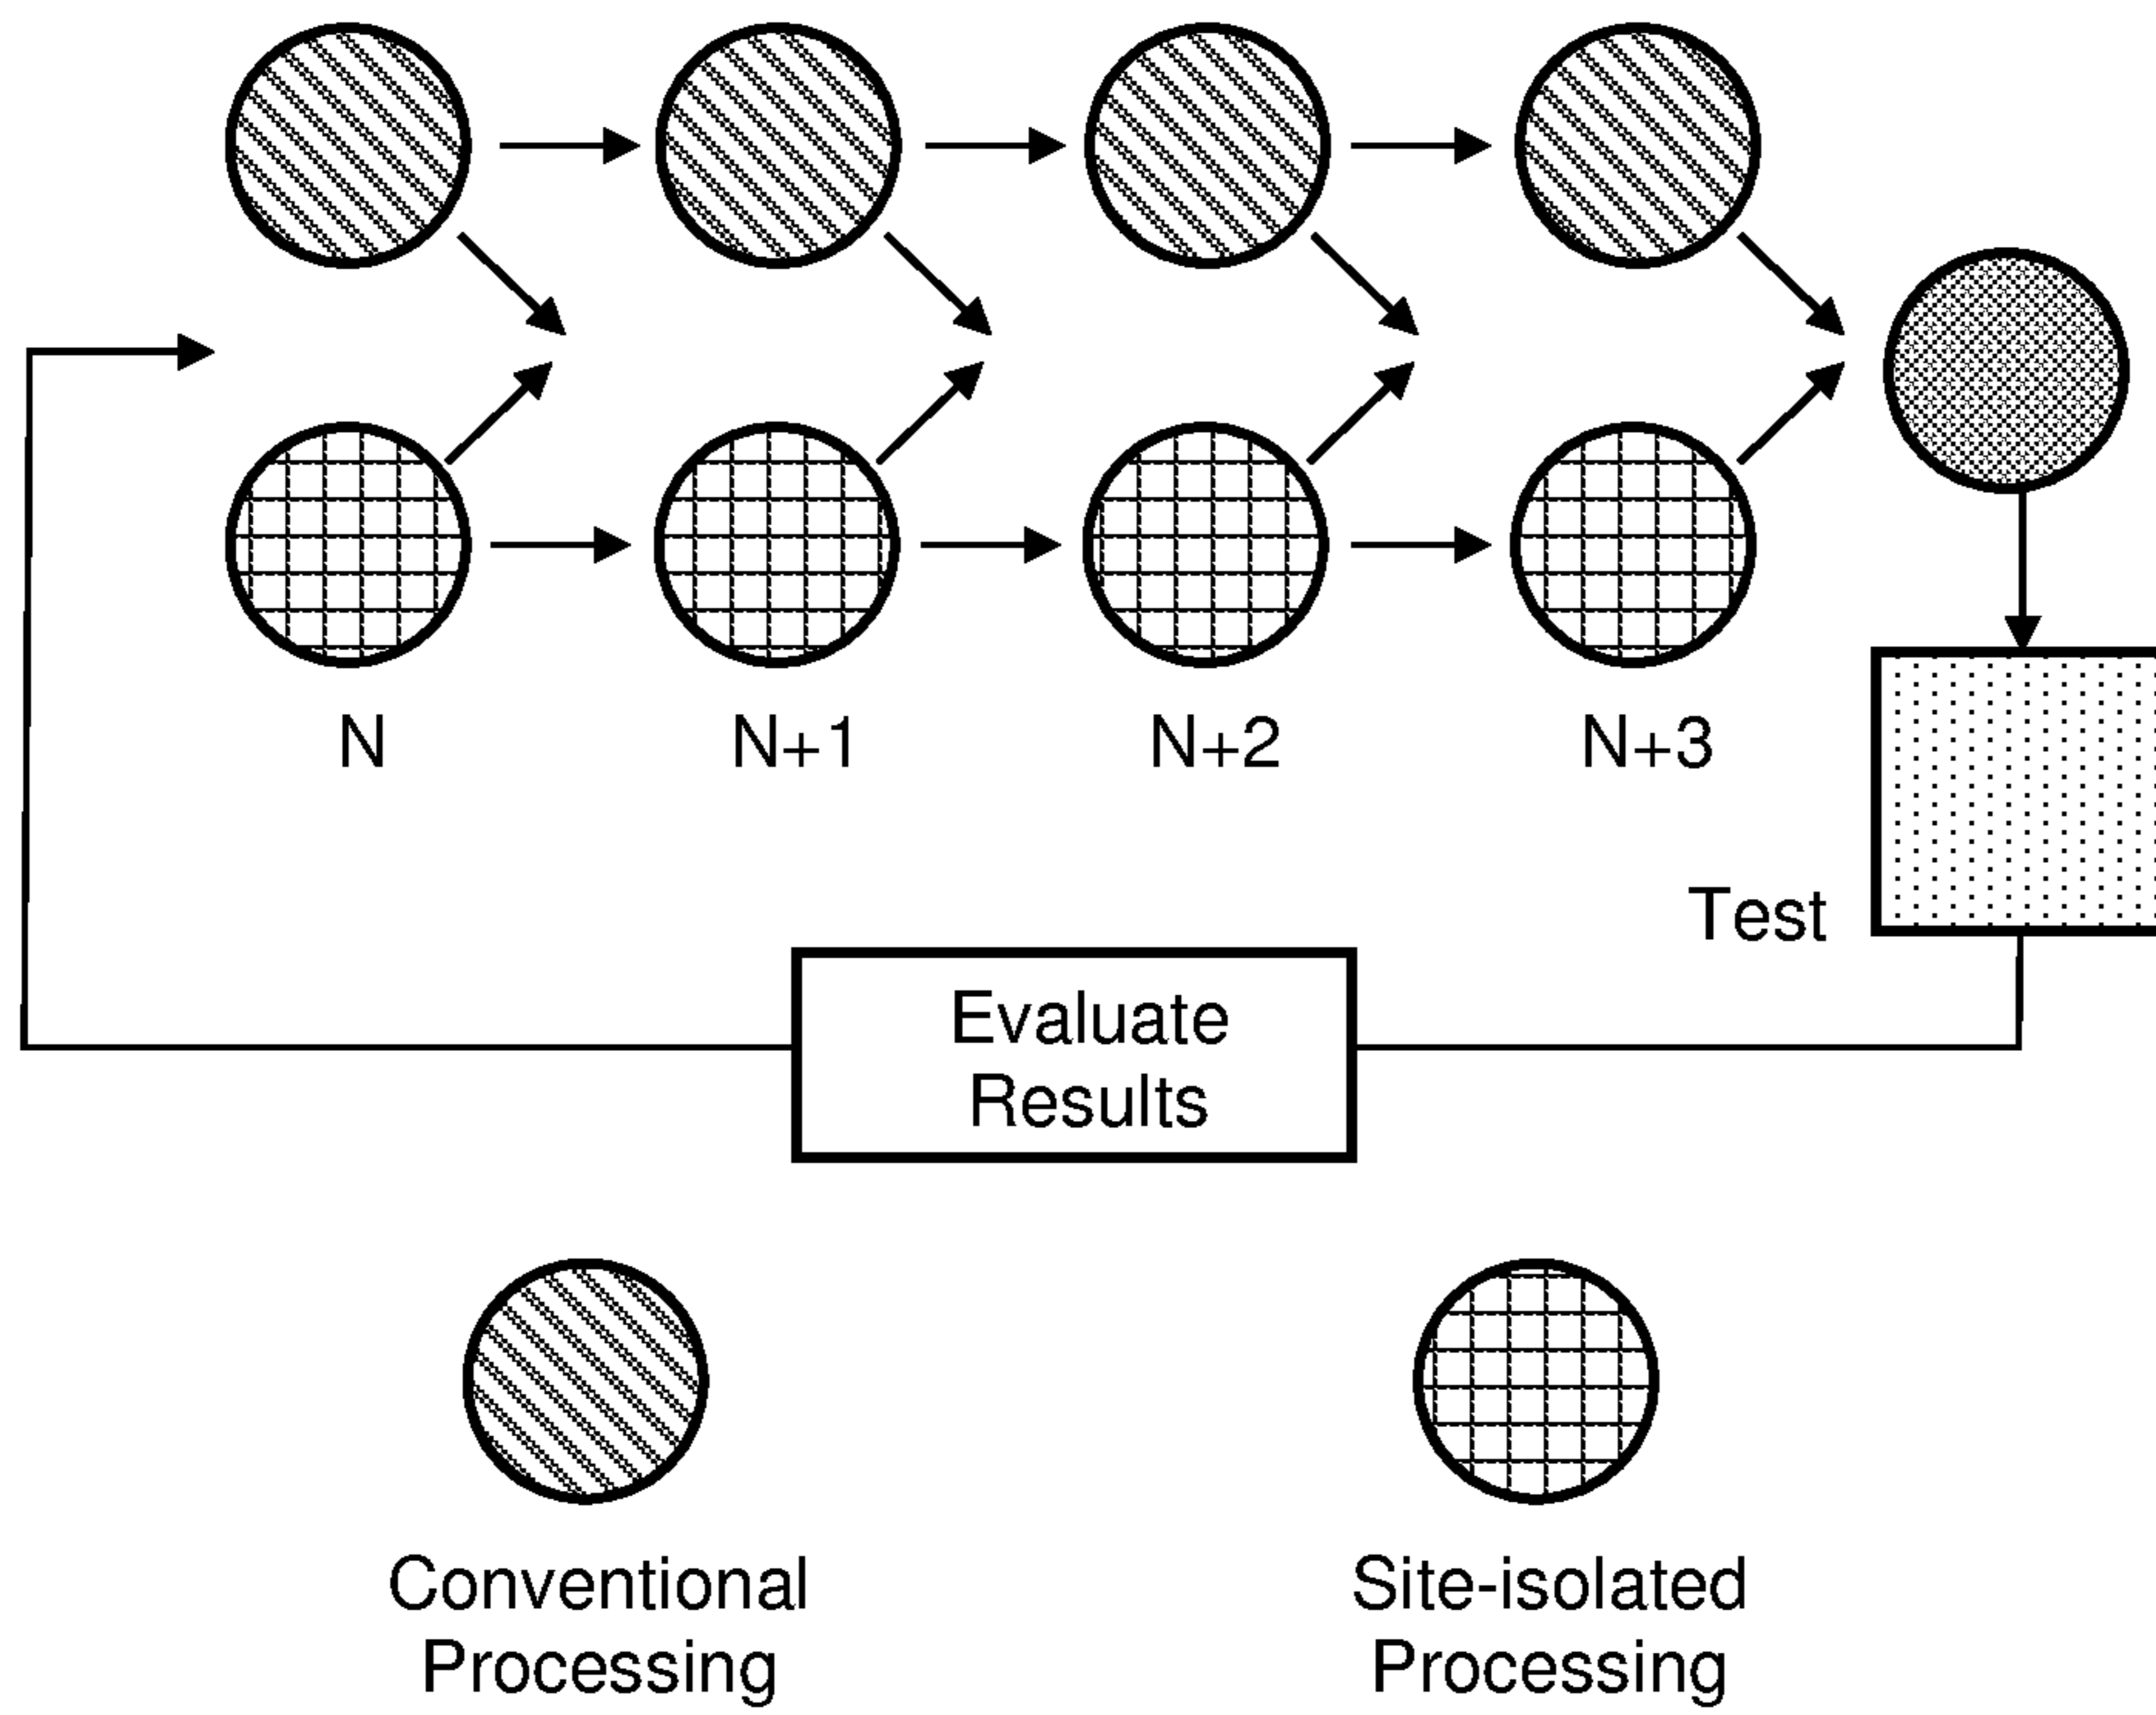 N
N+1
N+2
N+3
Test
Evaluate
Results
Conventional
Processing
Site-isolated
Processing